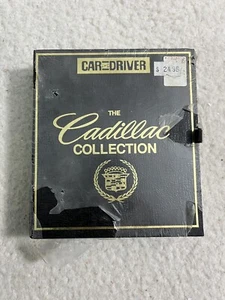 CAR AND DRIVER
THE
Cadillac
COLLECTION